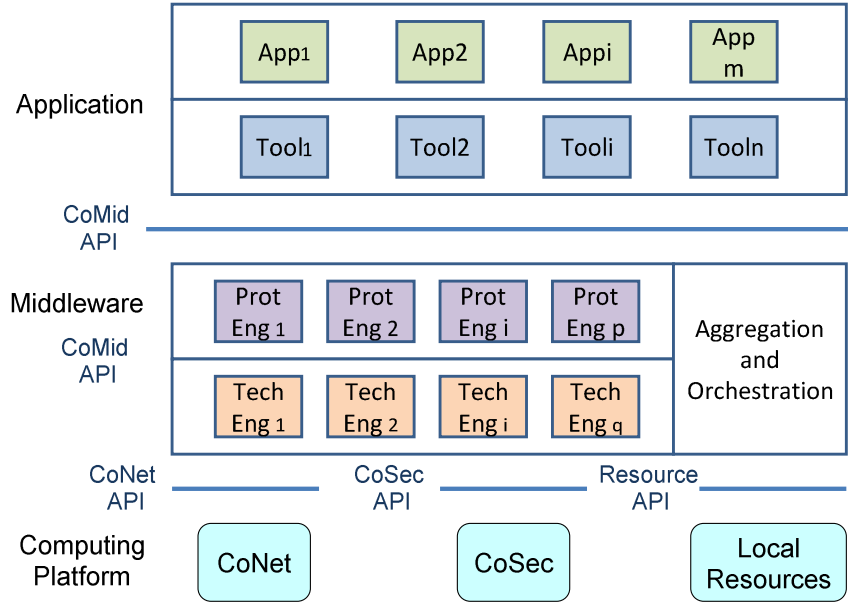 App1
App2
Appi
App
m
Application
Tool1
Tool2
Tooli
Tooln
CoMid
API
Middleware
Prot
Eng 1
Prot
Eng 2
Prot
Eng i
Prot
Eng p
Aggregation
and
Orchestration
CoMid
API
Tech
Eng 1
Tech
Eng 2
Tech
Eng i
Tech
Eng q
CoNet
API
CoSec
API
Resource
API
Computing
Platform
CoNet
CoSec
Local
Resources